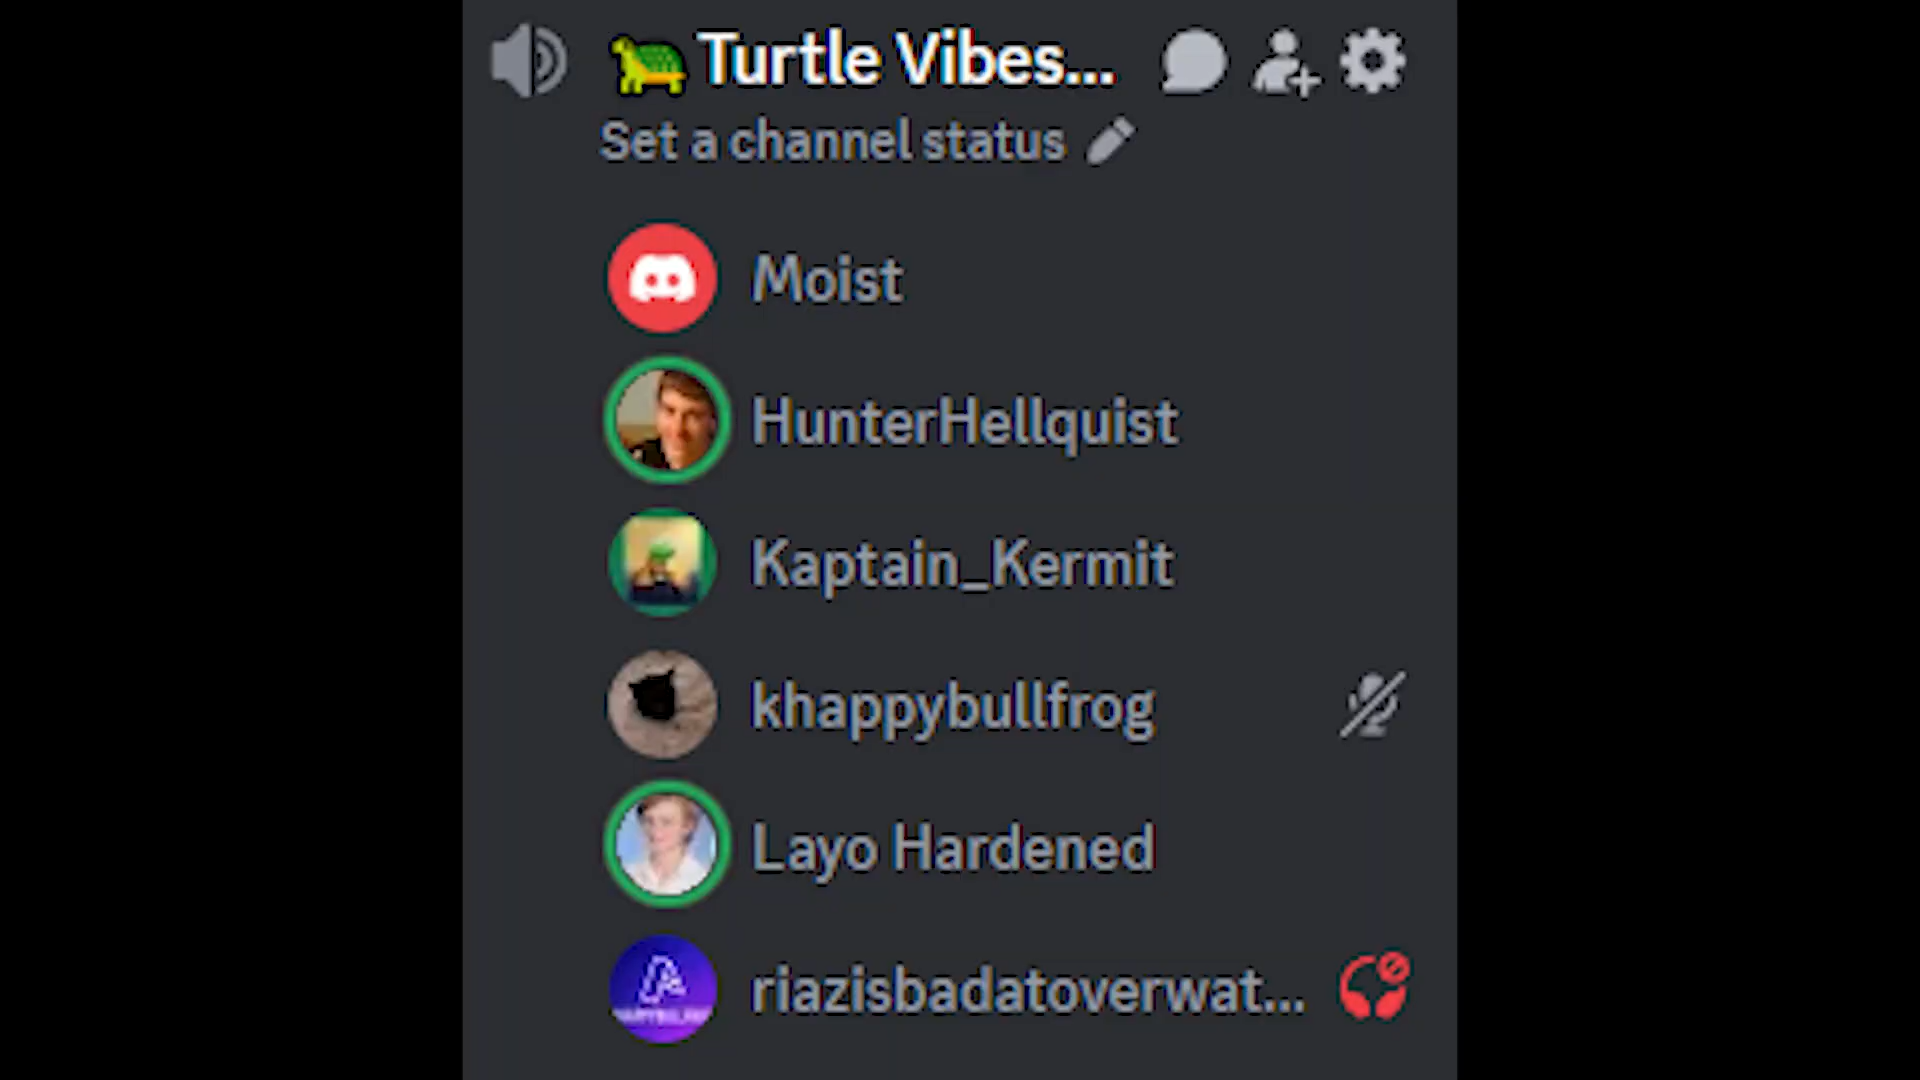 Turtle Vibes...
Set a channel status
Moist
HunterHellquist
Kaptain_Kermit
khappybullfrog
Layo Hardened
riazisbadatoverwat...